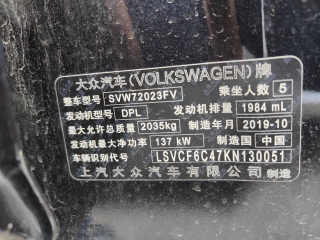 大众汽车(VOLKSWAGEN)牌
整车型号 SVW72023FV 乘坐人数 5
发动机型号 DPL 发动机排量 1984 mL
最大允许总质量 2035kg 制造年月 2019-10
发动机最大净功率 137 kW 制造国 中国
车辆识别代号 LSVCF6C47KN130051
上汽大众汽车有限公司 制造